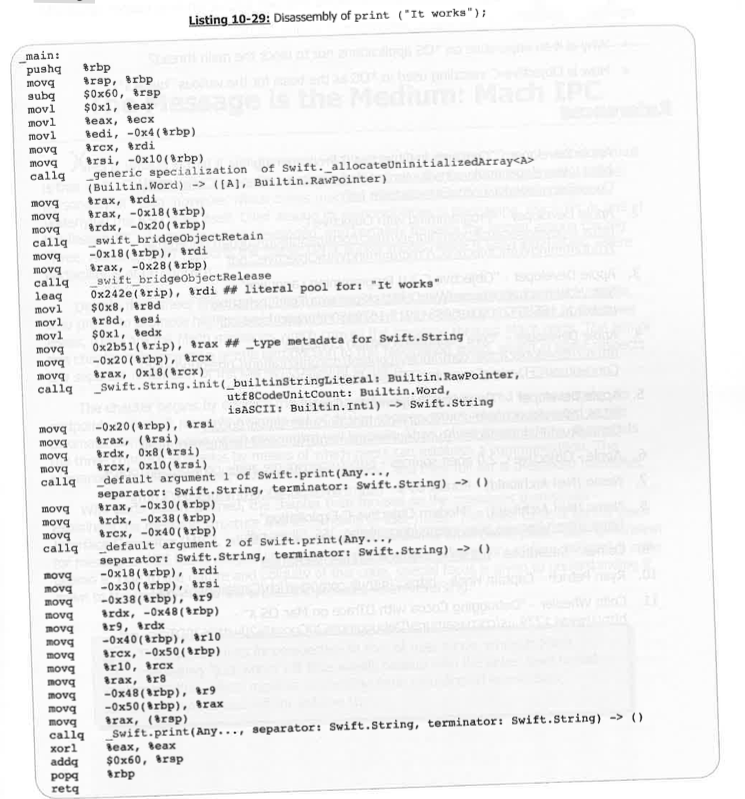 Listing 10-29: Disassembly of print ("It works");
_main:
pushq %rbp
movq %rsp, %rbp
subq $0x60, %rsp
movl $0x1, %eax
movl %eax, %ecx
movl %edi, -0x4(%rbp)
movq %rcx, %rdi
movq %rsi, -0x10(%rbp)
callq _generic specialization of Swift._allocateUninitializedArray<A>
(Builtin.Word) -> ([A], Builtin.RawPointer)
movq %rax, %rdi
movq %rax, -0x18(%rbp)
movq %rdx, -0x20(%rbp)
callq _swift_bridgeObjectRetain
movq -0x18(%rbp), %rdi
movq %rax, -0x28(%rbp)
callq _swift_bridgeObjectRelease
leaq 0x242e(%rip), %rdi ## literal pool for: "It works"
movl $0x8, %r8d
movl %r8d, %esi
movl $0x1, %edx
movq 0x2b51(%rip), %rax ## _type metadata for Swift.String
movq -0x20(%rbp), %rcx
movq %rax, 0x18(%rcx)
callq _Swift.String.init(_builtinStringLiteral: Builtin.RawPointer,
utf8CodeUnitCount: Builtin.Word,
isASCII: Builtin.Int1) -> Swift.String
movq -0x20(%rbp), %rsi
movq %rax, (%rsi)
movq %rdx, 0x8(%rsi)
movq %rcx, 0x10(%rsi)
callq _default argument 1 of Swift.print(Any...,
separator: Swift.String, terminator: Swift.String) -> ()
movq %rax, -0x30(%rbp)
movq %rdx, -0x38(%rbp)
movq %rcx, -0x40(%rbp)
callq _default argument 2 of Swift.print(Any...,
separator: Swift.String, terminator: Swift.String) -> ()
movq -0x18(%rbp), %rdi
movq -0x30(%rbp), %rsi
movq -0x38(%rbp), %r9
movq %rdx, -0x48(%rbp)
movq %r9, %rdx
movq -0x40(%rbp), %r10
movq %rcx, -0x50(%rbp)
movq %r10, %rcx
movq %rax, %r8
movq -0x48(%rbp), %r9
movq -0x50(%rbp), %rax
movq %rax, (%rsp)
callq _Swift.print(Any..., separator: Swift.String, terminator: Swift.String) -> ()
xorl %eax, %eax
addq $0x60, %rsp
popq %rbp
retq